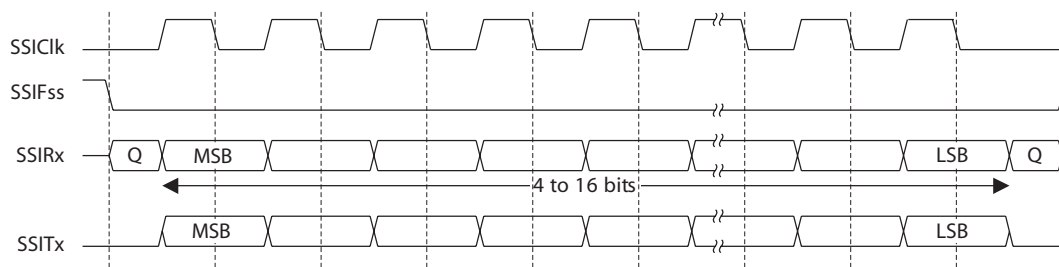 SSIClk
SSIFss
SSIRx Q MSB LSB Q
4 to 16 bits
SSITx MSB LSB